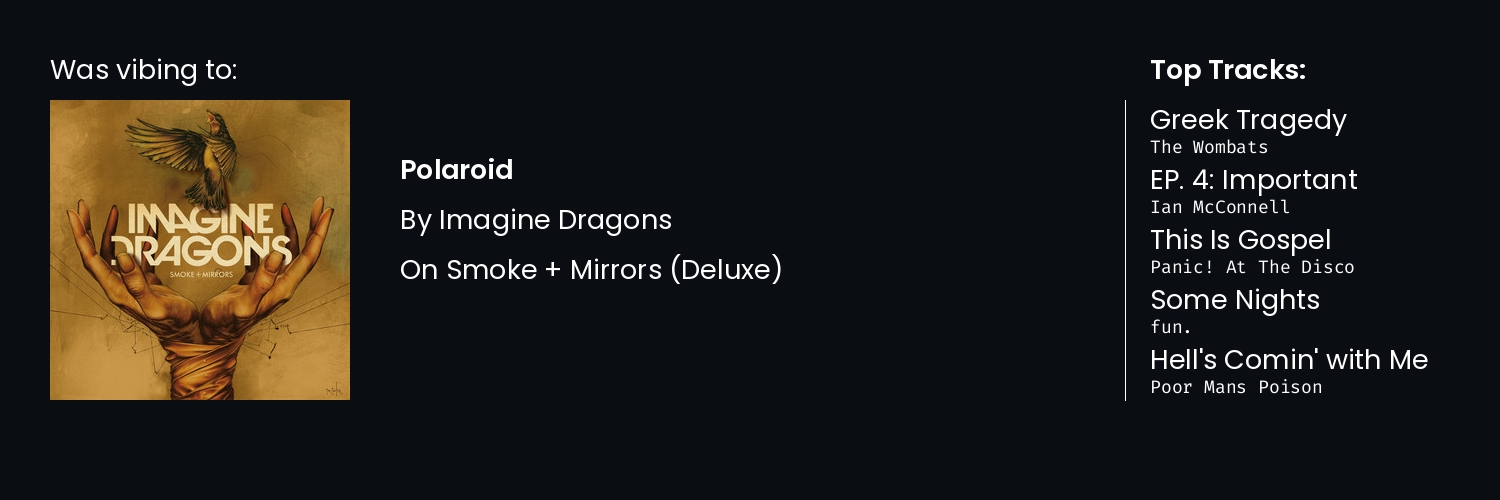 Was vibing to:
IMAGINE
DRAGONS
SMOKE + MIRRORS
Polaroid
By Imagine Dragons
On Smoke + Mirrors (Deluxe)
Top Tracks:
Greek Tragedy
The Wombats
EP. 4: Important
Ian McConnell
This Is Gospel
Panic! At The Disco
Some Nights
fun.
Hell's Comin' with Me
Poor Mans Poison